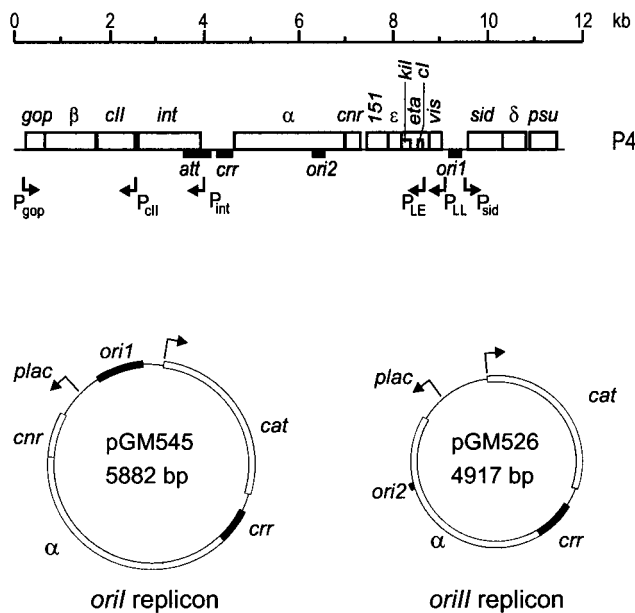 0 2 4 6 8 10 12 kb
kil cI
gop β cII int α cnr 151 ε eta vis sid δ psu P4
att crr ori2 ori1
Pgop PcII Pint PLE PLL Psid
ori1
plac plac
cat cat
cnr pGM545 pGM526
5882 bp 4917 bp
ori2
crr crr
α α
oriI replicon oriII replicon